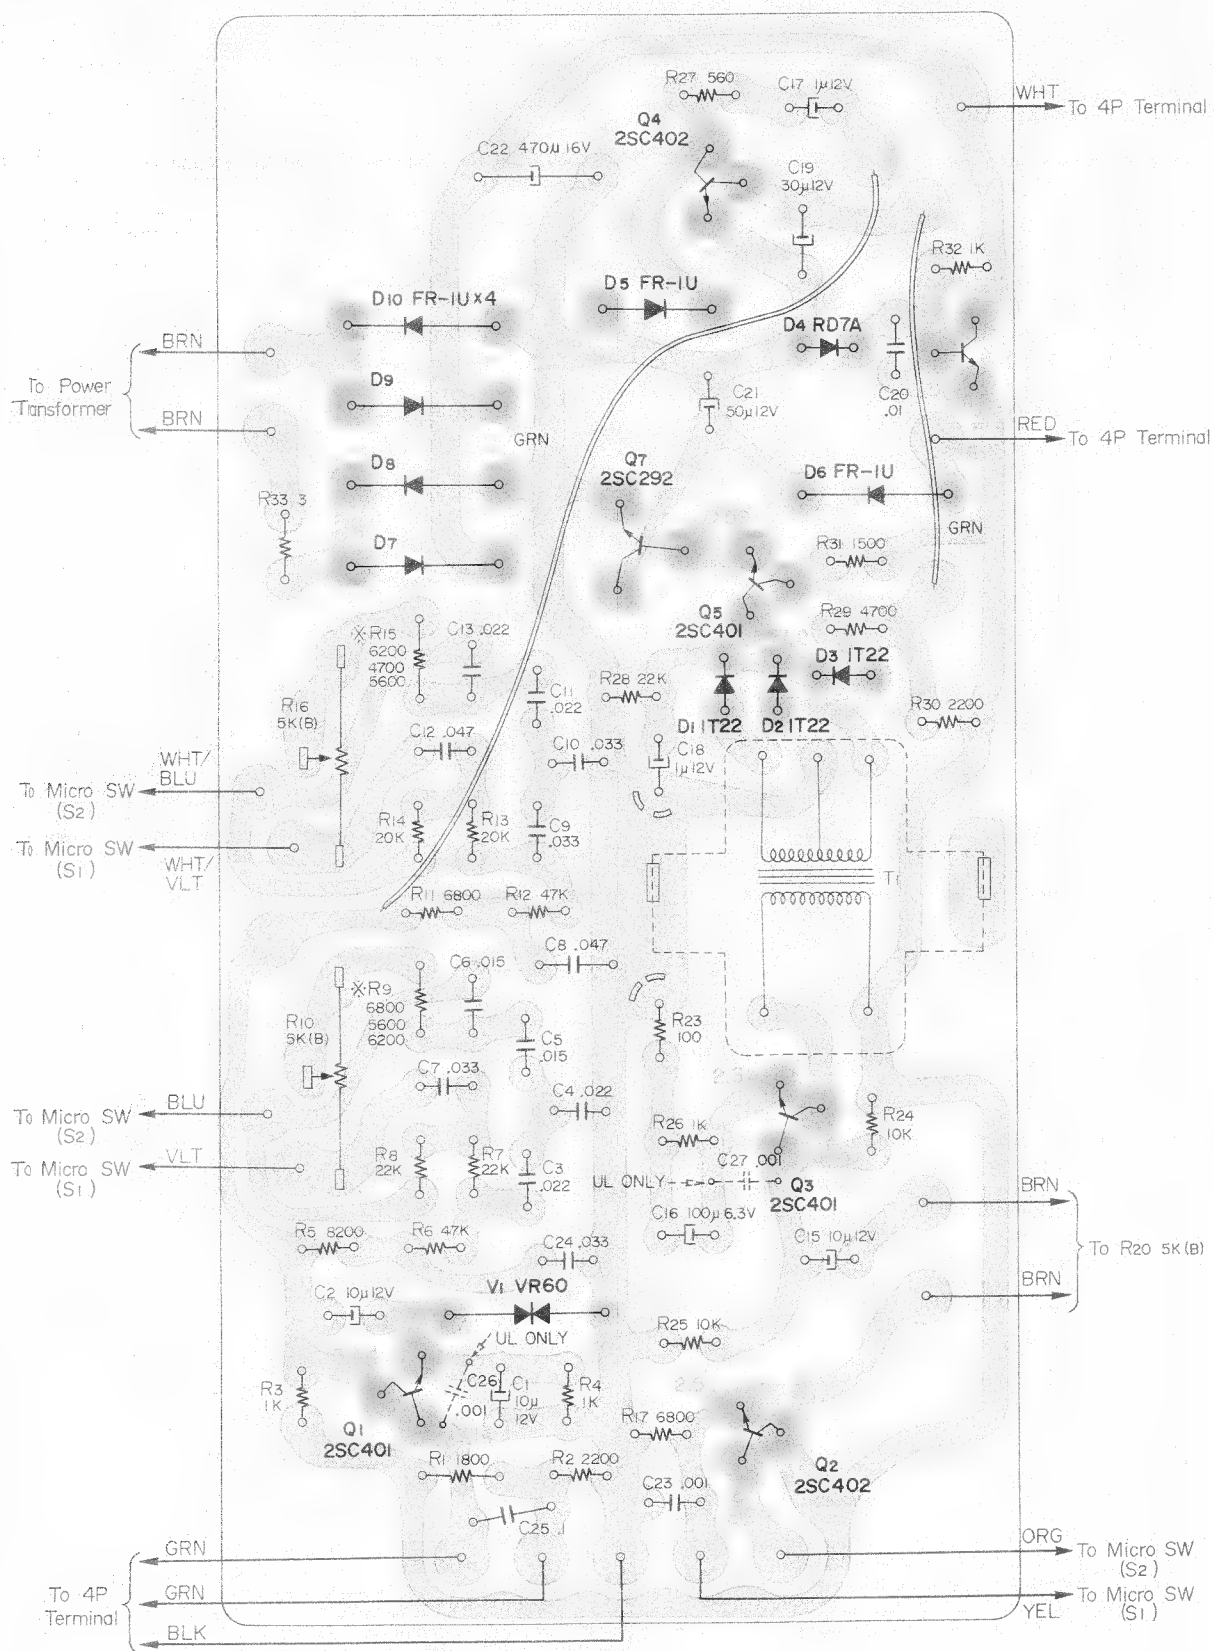 R27 560
C17 1µ12V
WHT
To 4P Terminal
Q4
2SC402
C22 470µ16V
C19
30µ12V
R32 1K
D5 FR-1U
D10 FR-1U×4
D4 RD7A
BRN
To Power
Transformer
BRN
D9
C21
50µ12V
C20
.01
GRN
RED
To 4P Terminal
D8
Q7
2SC292
D6 FR-1U
R33 3
GRN
D7
R31 1500
Q5
2SC401
R29 4700
※R15
6200
4700
5600
C13 .022
D3 1T22
R28 22K
C11
.022
R16
5K(B)
D1 1T22
D2 1T22
R30 2200
C12 .047
C10 .033
C18
1µ12V
WHT/
BLU
To Micro SW
(S2)
R14
20K
R13
20K
C9
.033
To Micro SW
(S1)
WHT/
VLT
T1
R11 6800
R12 47K
C8 .047
C6 .015
※R9
6800
5600
6200
R10
5K(B)
R23
100
C5
.015
C7 .033
C4 .022
BLU
To Micro SW
(S2)
R26 1K
R24
10K
VLT
To Micro SW
(S1)
R8
22K
R7
22K
C3
.022
C27 .001
UL ONLY
Q3
2SC401
BRN
C16 100µ6.3V
R5 8200
R6 47K
C24 .033
C15 10µ12V
To R20 5K(B)
BRN
V1 VR60
C2 10µ12V
UL ONLY
R25 10K
R3
1K
C26
.001
C1
10µ
12V
R4
1K
R17 6800
Q1
2SC401
R1 1800
R2 2200
Q2
2SC402
C23 .001
C25 .1
GRN
ORG
To Micro SW
(S2)
To 4P
Terminal
GRN
To Micro SW
(S1)
YEL
BLK